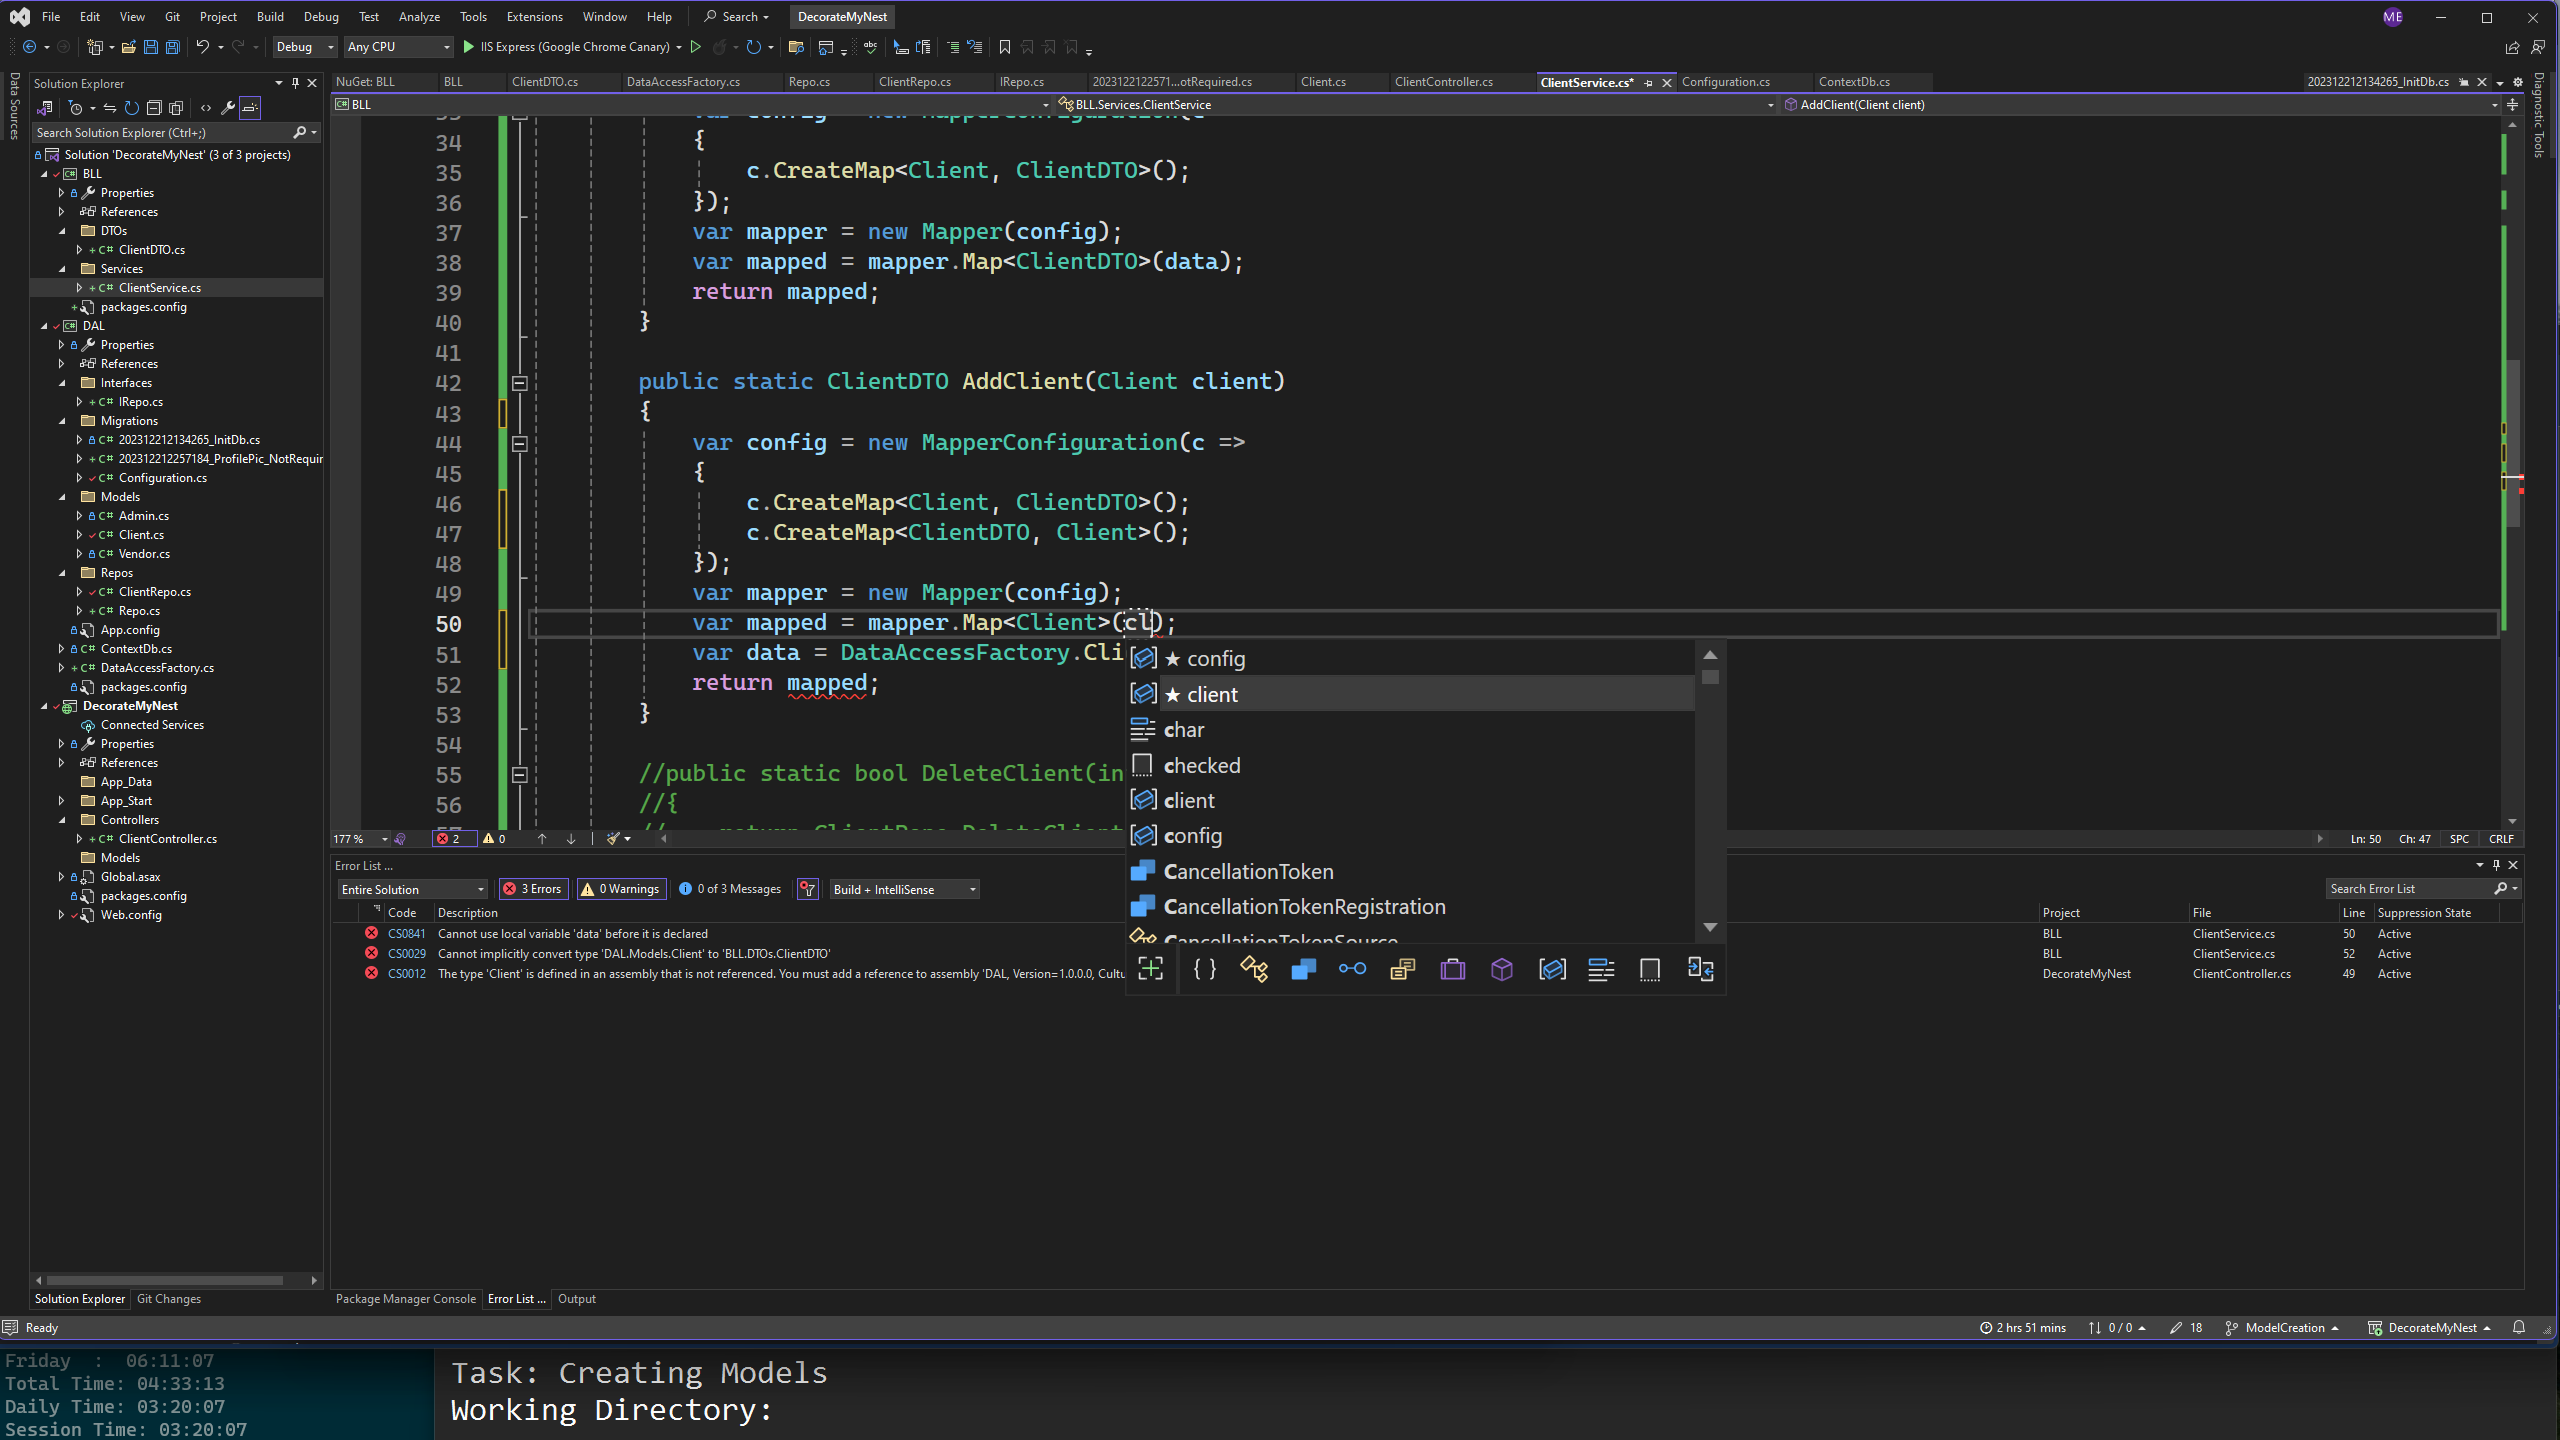 File Edit View Git Project Build Debug Test Analyze Tools Extensions Window Help Search DecorateMyNest ME
Debug Any CPU IIS Express (Google Chrome Canary)
Data Sources
Solution Explorer
Search Solution Explorer (Ctrl+;)
Solution 'DecorateMyNest' (3 of 3 projects)
BLL
Properties
References
DTOs
C# ClientDTO.cs
Services
C# ClientService.cs
packages.config
DAL
Properties
References
Interfaces
C# IRepo.cs
Migrations
C# 202312212134265_InitDb.cs
C# 202312212257184_ProfilePic_NotRequir
C# Configuration.cs
Models
C# Admin.cs
C# Client.cs
C# Vendor.cs
Repos
C# ClientRepo.cs
C# Repo.cs
App.config
C# ContextDb.cs
C# DataAccessFactory.cs
packages.config
DecorateMyNest
Connected Services
Properties
References
App_Data
App_Start
Controllers
C# ClientController.cs
Models
Global.asax
packages.config
Web.config
Solution Explorer Git Changes
NuGet: BLL BLL ClientDTO.cs DataAccessFactory.cs Repo.cs ClientRepo.cs IRepo.cs 202312122571...otRequired.cs Client.cs ClientController.cs ClientService.cs* Configuration.cs ContextDb.cs 202312212134265_InitDb.cs
C# BLL BLL.Services.ClientService AddClient(Client client)
34 {
35 c.CreateMap<Client, ClientDTO>();
36 });
37 var mapper = new Mapper(config);
38 var mapped = mapper.Map<ClientDTO>(data);
39 return mapped;
40 }
41
42 public static ClientDTO AddClient(Client client)
43 {
44 var config = new MapperConfiguration(c =>
45 {
46 c.CreateMap<Client, ClientDTO>();
47 c.CreateMap<ClientDTO, Client>();
48 });
49 var mapper = new Mapper(config);
50 var mapped = mapper.Map<Client>(cl);
51 var data = DataAccessFactory.Cli
52 return mapped;
53 }
54
55 //public static bool DeleteClient(in
56 //{
★ config
★ client
char
checked
client
config
CancellationToken
CancellationTokenRegistration
CancellationTokenSource
177 % 2 0 Ln: 50 Ch: 47 SPC CRLF
Error List ...
Entire Solution 3 Errors 0 Warnings 0 of 3 Messages Build + IntelliSense Search Error List
Code Description Project File Line Suppression State
CS0841 Cannot use local variable 'data' before it is declared BLL ClientService.cs 50 Active
CS0029 Cannot implicitly convert type 'DAL.Models.Client' to 'BLL.DTOs.ClientDTO' BLL ClientService.cs 52 Active
CS0012 The type 'Client' is defined in an assembly that is not referenced. You must add a reference to assembly 'DAL, Version=1.0.0.0, Cultu DecorateMyNest ClientController.cs 49 Active
Package Manager Console Error List ... Output
Diagnostic Tools
Ready 2 hrs 51 mins 0 / 0 18 ModelCreation DecorateMyNest
Friday : 06:11:07
Total Time: 04:33:13
Daily Time: 03:20:07
Session Time: 03:20:07
Task: Creating Models
Working Directory: